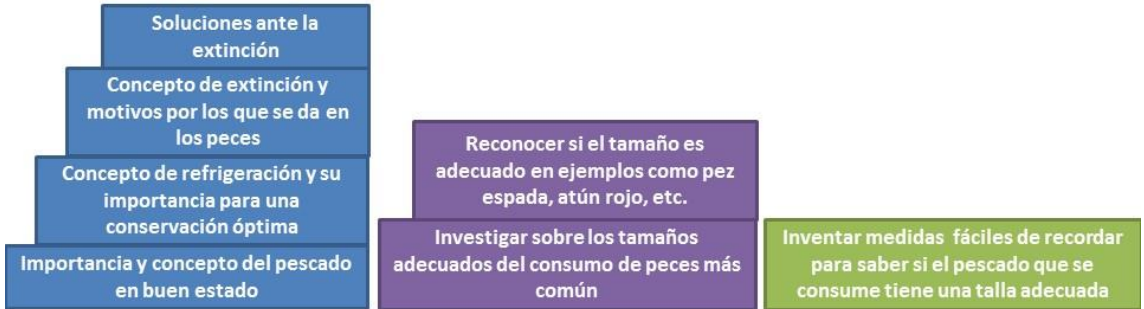 Soluciones ante la
extinción
Concepto de extinción y
motivos por los que se da en
los peces
Concepto de refrigeración y su
importancia para una
conservación óptima
Importancia y concepto del pescado
en buen estado
Reconocer si el tamaño es
adecuado en ejemplos como pez
espada, atún rojo, etc.
Investigar sobre los tamaños
adecuados del consumo de peces más
común
Inventar medidas fáciles de recordar
para saber si el pescado que se
consume tiene una talla adecuada